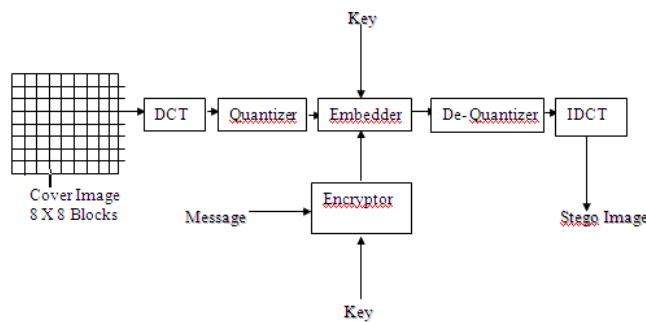 Key
DCT
Quantizer
Embedder
De-Quantizer
IDCT
Cover Image
8 X 8 Blocks
Message
Encryptor
Stego Image
Key